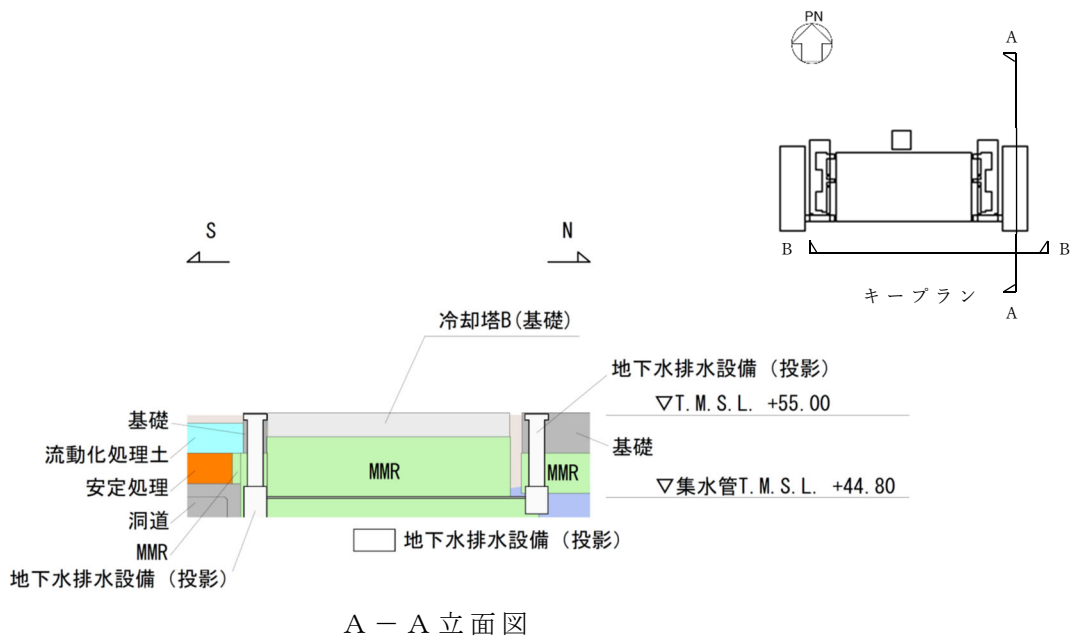 PN
A
B
B
キープラン
A
S
N
冷却塔B(基礎)
地下水排水設備（投影）
▽T.M.S.L. +55.00
基礎
流動化処理土
安定処理
洞道
MMR
地下水排水設備（投影）
MMR
MMR
基礎
▽集水管T.M.S.L. +44.80
地下水排水設備（投影）
A－A立面図